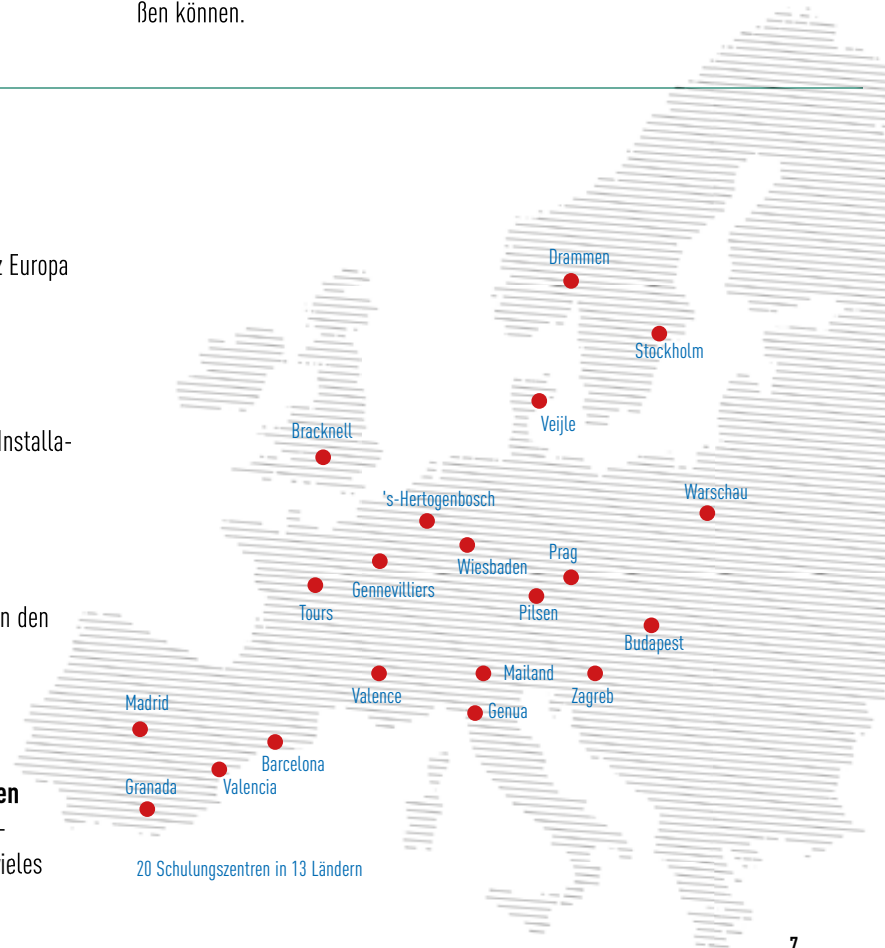 ßen können.
z Europa
Installa-
n den
en
-
ieles
Drammen
Stockholm
Veijle
Bracknell
's-Hertogenbosch
Warschau
Wiesbaden
Prag
Gennevilliers
Tours
Pilsen
Budapest
Valence
Mailand
Zagreb
Genua
Madrid
Barcelona
Granada
Valencia
20 Schulungszentren in 13 Ländern
7